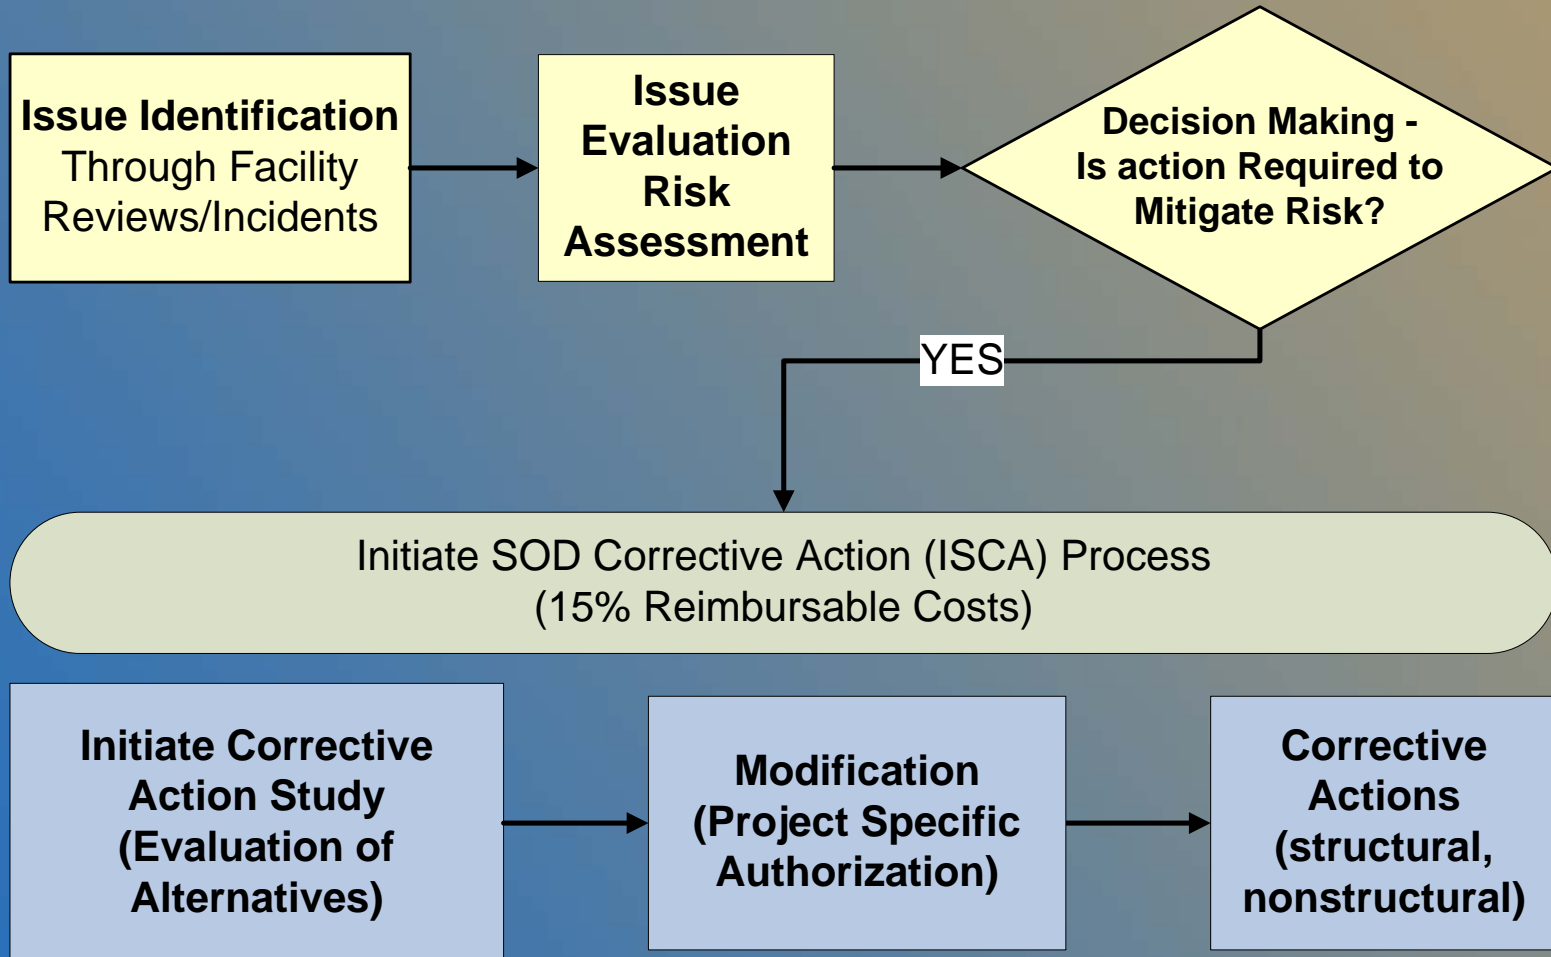 Issue Identification
Through Facility
Reviews/Incidents
Issue
Evaluation
Risk
Assessment
Decision Making -
Is action Required to
Mitigate Risk?
YES
Initiate SOD Corrective Action (ISCA) Process
(15% Reimbursable Costs)
Initiate Corrective
Action Study
(Evaluation of
Alternatives)
Modification
(Project Specific
Authorization)
Corrective
Actions
(structural,
nonstructural)